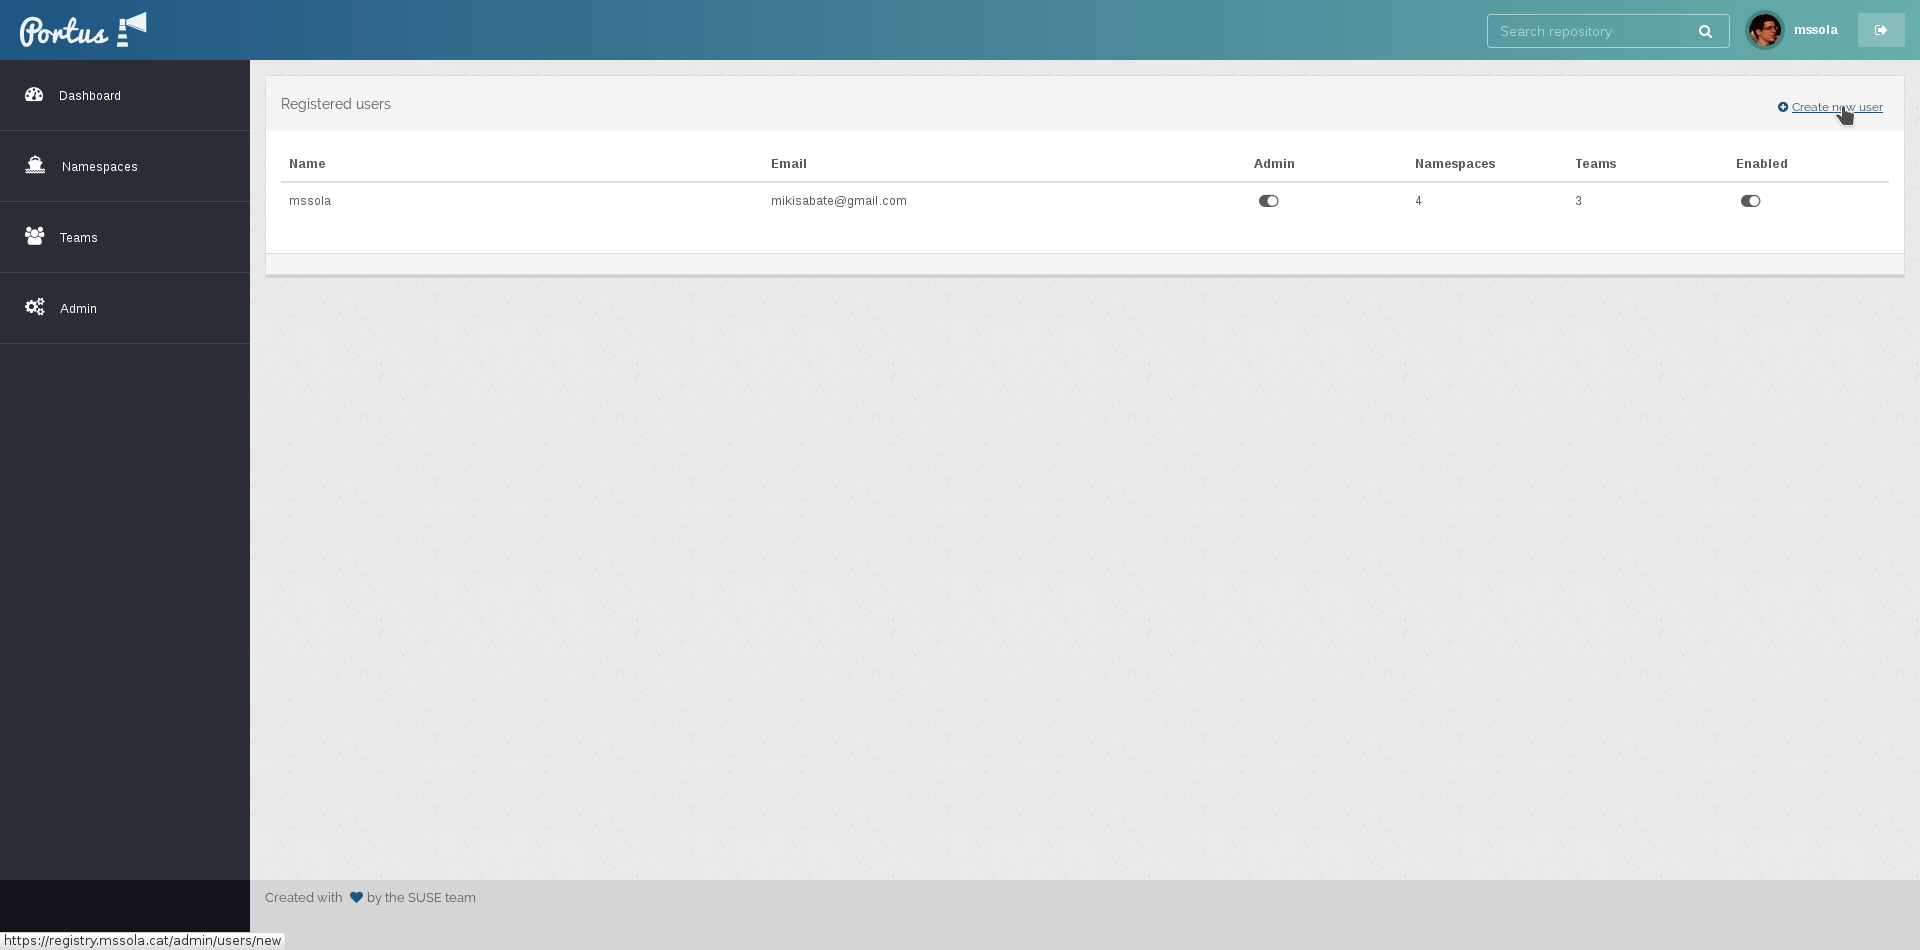 Portus
Search repository
mssola
Dashboard
Namespaces
Teams
Admin
Registered users
Create new user
Name Email Admin Namespaces Teams Enabled
mssola mikisabate@gmail.com 4 3
Created with by the SUSE team
https://registry.mssola.cat/admin/users/new